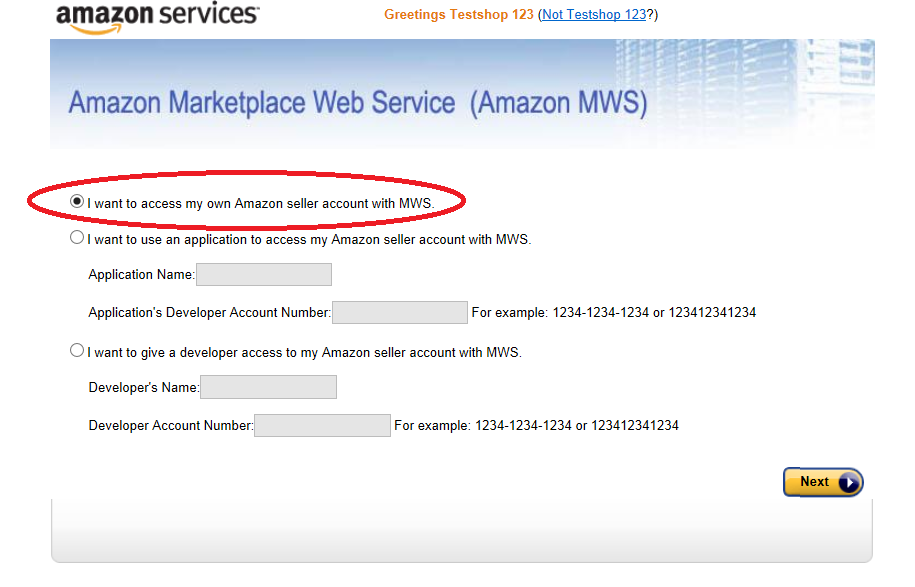 amazon services
Greetings Testshop 123 (Not Testshop 123?)
Amazon Marketplace Web Service (Amazon MWS)
I want to access my own Amazon seller account with MWS.
I want to use an application to access my Amazon seller account with MWS.
Application Name:
Application's Developer Account Number: For example: 1234-1234-1234 or 123412341234
I want to give a developer access to my Amazon seller account with MWS.
Developer's Name:
Developer Account Number: For example: 1234-1234-1234 or 123412341234
Next